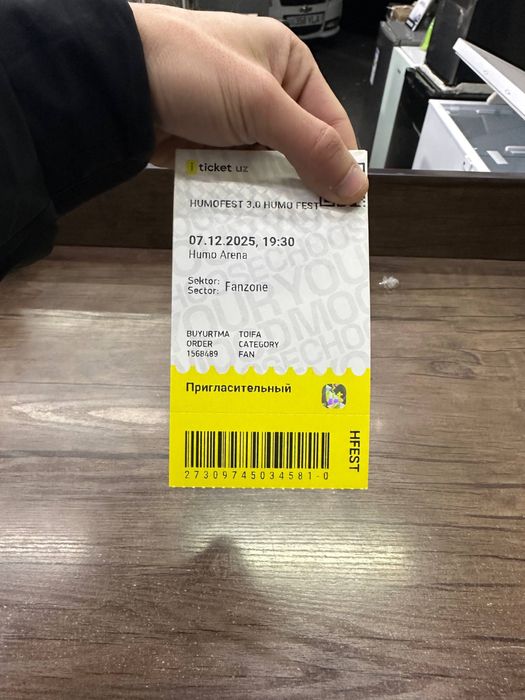 iticket uz
HUMOFEST 3.0 HUMO FEST
07.12.2025, 19:30
Humo Arena
Sektor:
Sector: Fanzone
BUYURTMA TOIFA
ORDER CATEGORY
1568489 FAN
Пригласительный
HFEST
27309745034581-0